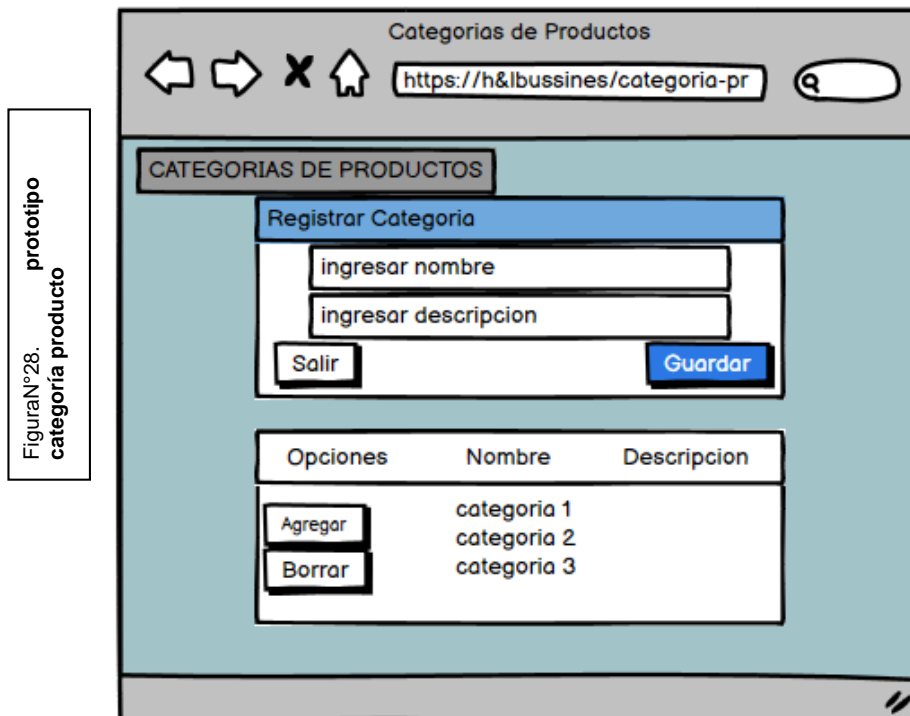 FiguraN°28. prototipo
categoría producto
Categorias de Productos
https://h&lbussines/categoria-pr
CATEGORIAS DE PRODUCTOS
Registrar Categoria
ingresar nombre
ingresar descripcion
Salir Guardar
Opciones Nombre Descripcion
Agregar
Borrar
categoria 1
categoria 2
categoria 3